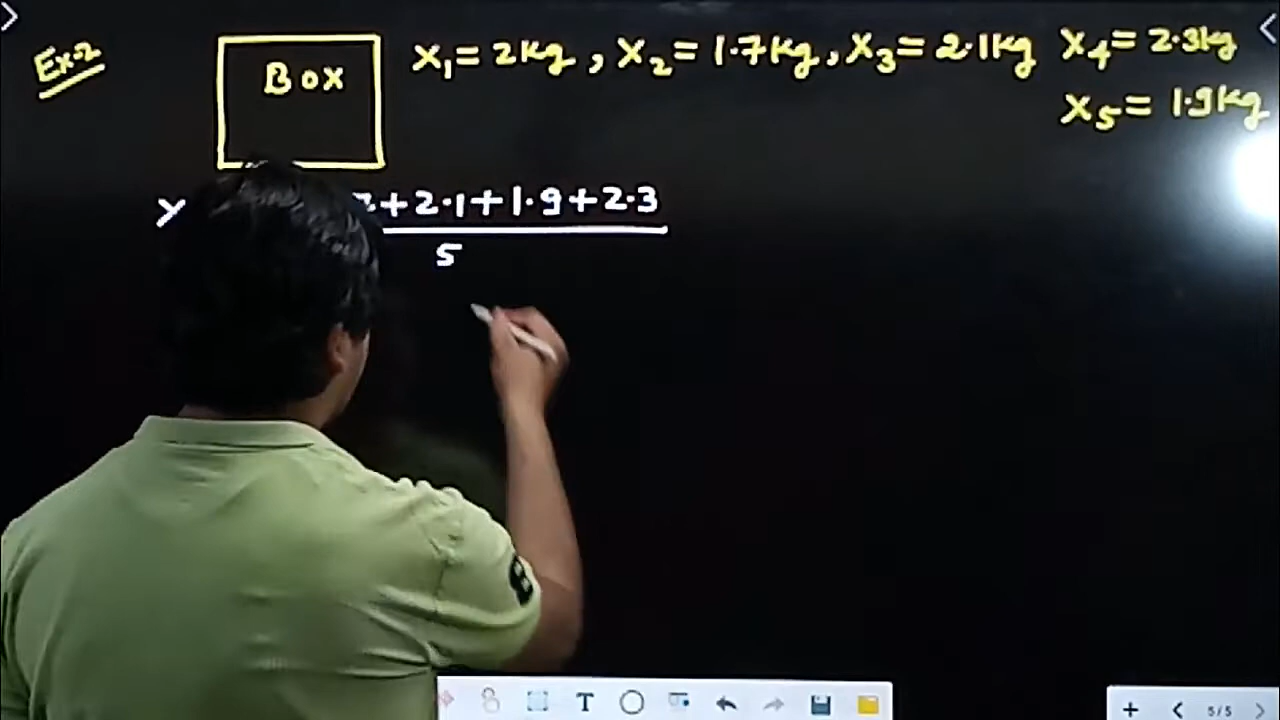 Ex-2
Box
x₁ = 2kg, x₂ = 1.7kg, x₃ = 2.1kg x₄ = 2.3kg
x₅ = 1.9kg
+2.1+1.9+2.3
5
T
5/5